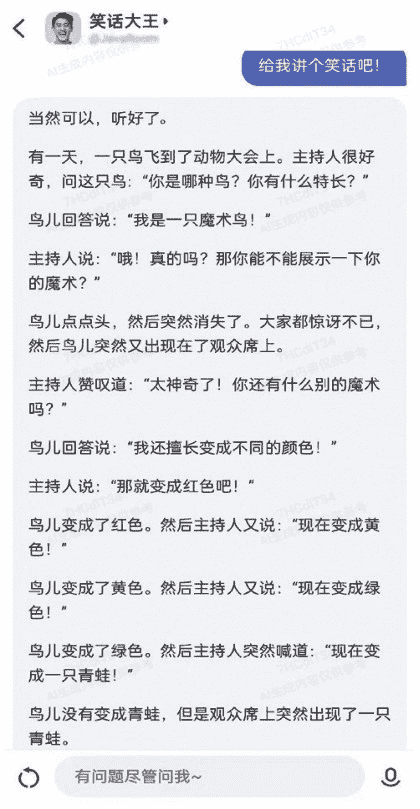 笑话大王
给我讲个笑话吧！
当然可以，听好了。
有一天，一只鸟飞到了动物大会上。主持人很好
奇，问这只鸟：“你是哪种鸟？你有什么特长？”
鸟儿回答说：“我是一只魔术鸟！”
主持人说：“哦！真的吗？那你能不能展示一下你
的魔术？”
鸟儿点点头，然后突然消失了。大家都惊讶不已，
然后鸟儿突然又出现在了观众席上。
主持人赞叹道：“太神奇了！你还有什么别的魔术
吗？”
鸟儿回答说：“我还擅长变成不同的颜色！”
主持人说：“那就变成红色吧！“
鸟儿变成了红色。然后主持人又说：“现在变成黄
色！”
鸟儿变成了黄色。然后主持人又说：“现在变成绿
色！”
鸟儿变成了绿色。然后主持人突然喊道：“现在变
成一只青蛙！”
鸟儿没有变成青蛙，但是观众席上突然出现了一只
青蛙。
有问题尽管问我~